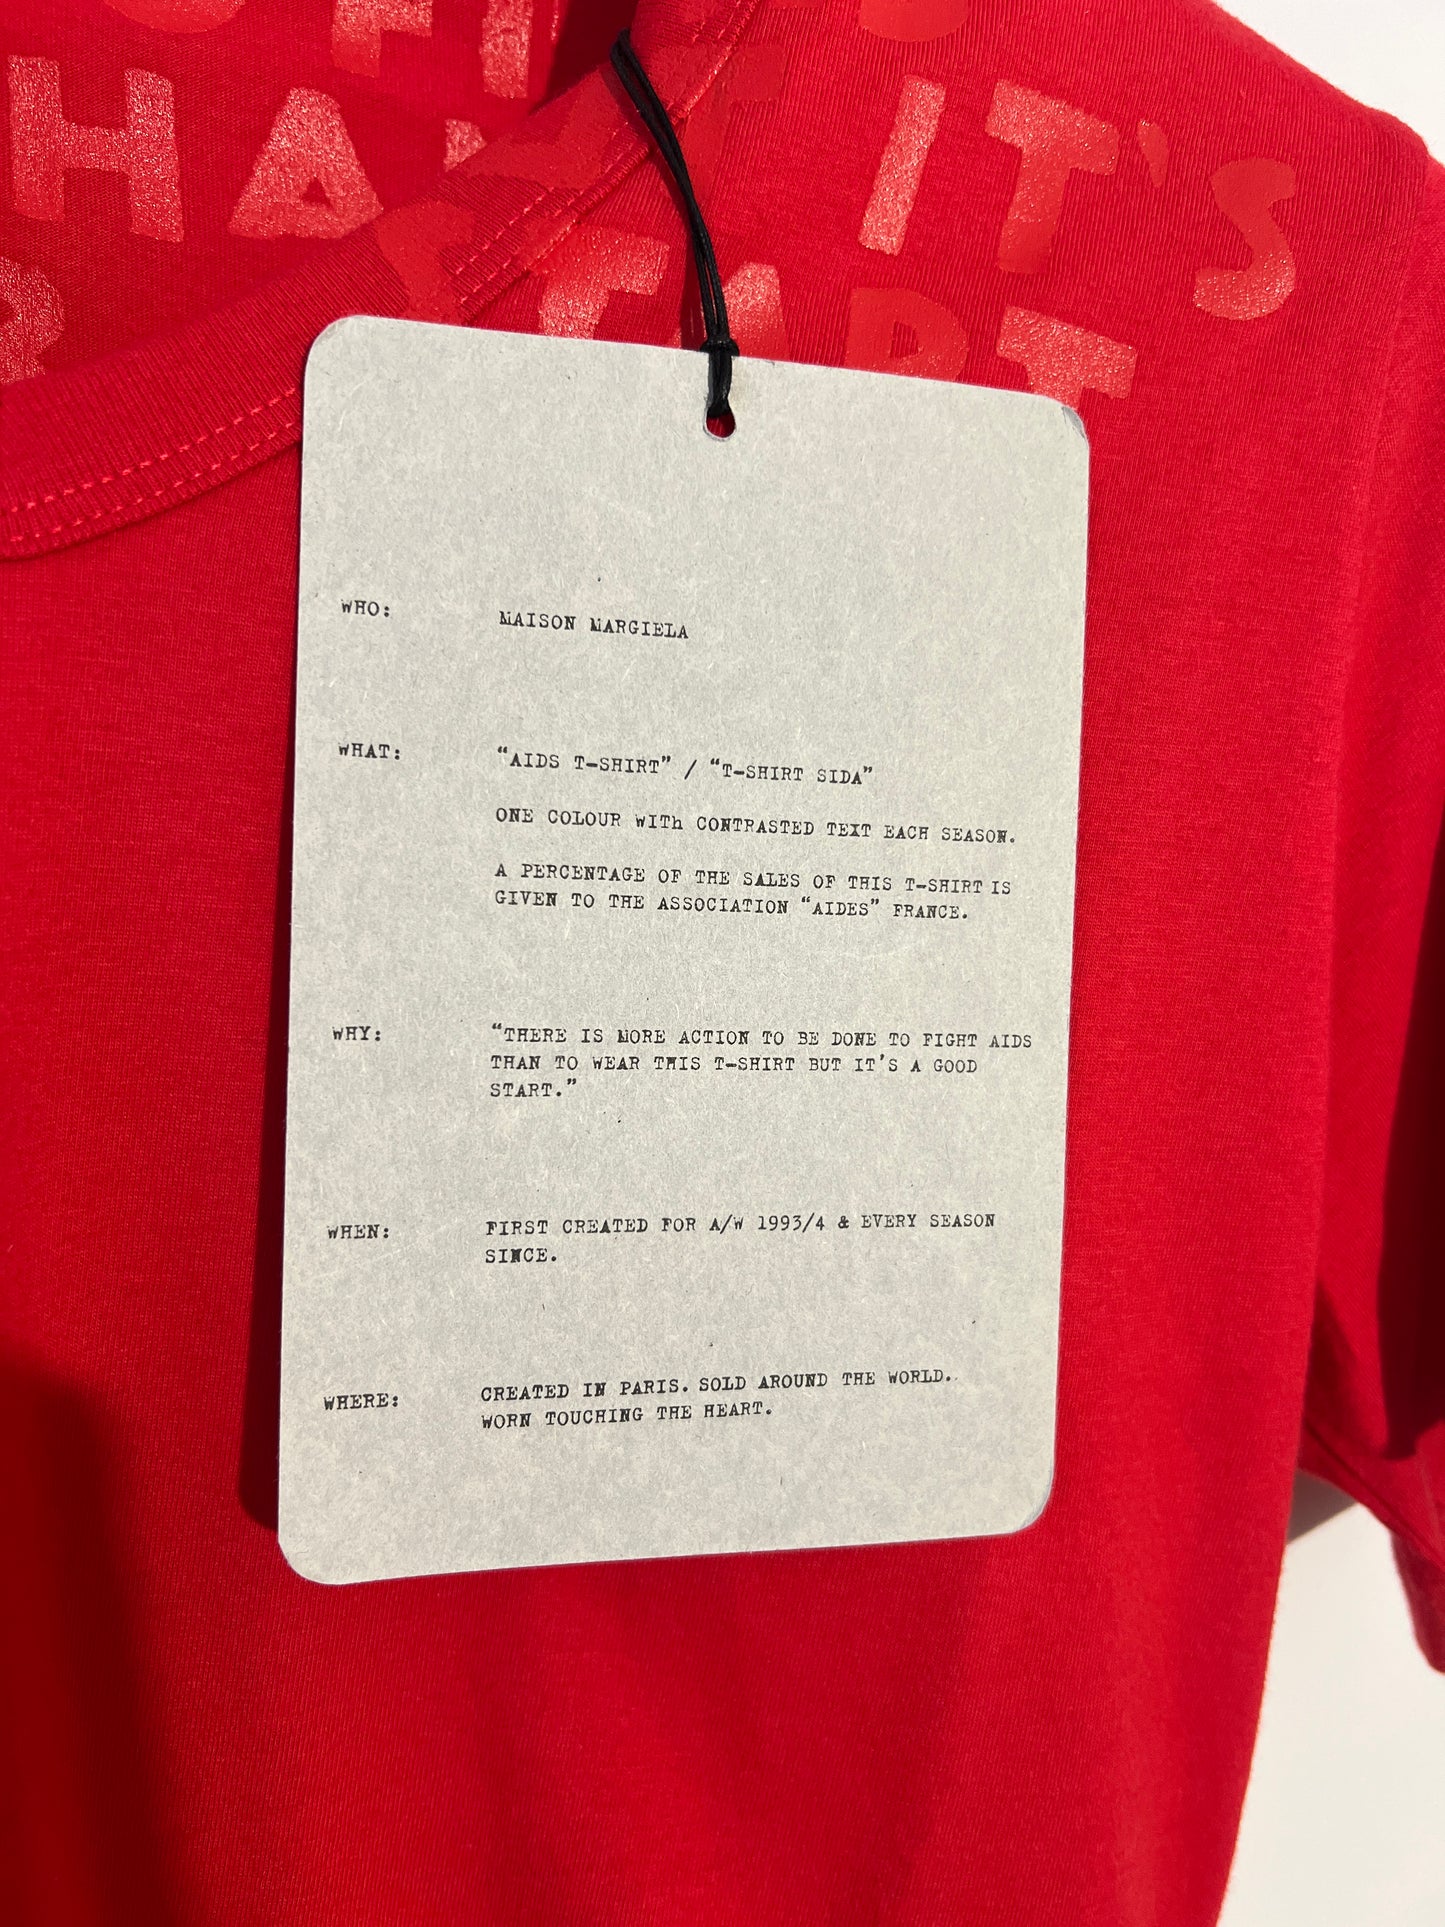 THA
IT'S
START
WHO: MAISON MARGIELA
WHAT: “AIDS T-SHIRT” / “T-SHIRT SIDA”
ONE COLOUR WITh CONTRASTED TEXT EACH SEASON.
A PERCENTAGE OF THE SALES OF THIS T-SHIRT IS
GIVEN TO THE ASSOCIATION “AIDES” FRANCE.
WHY: “THERE IS MORE ACTION TO BE DONE TO FIGHT AIDS
THAN TO WEAR THIS T-SHIRT BUT IT'S A GOOD
START.”
WHEN: FIRST CREATED FOR A/W 1993/4 & EVERY SEASON
SINCE.
WHERE: CREATED IN PARIS. SOLD AROUND THE WORLD.
WORN TOUCHING THE HEART.